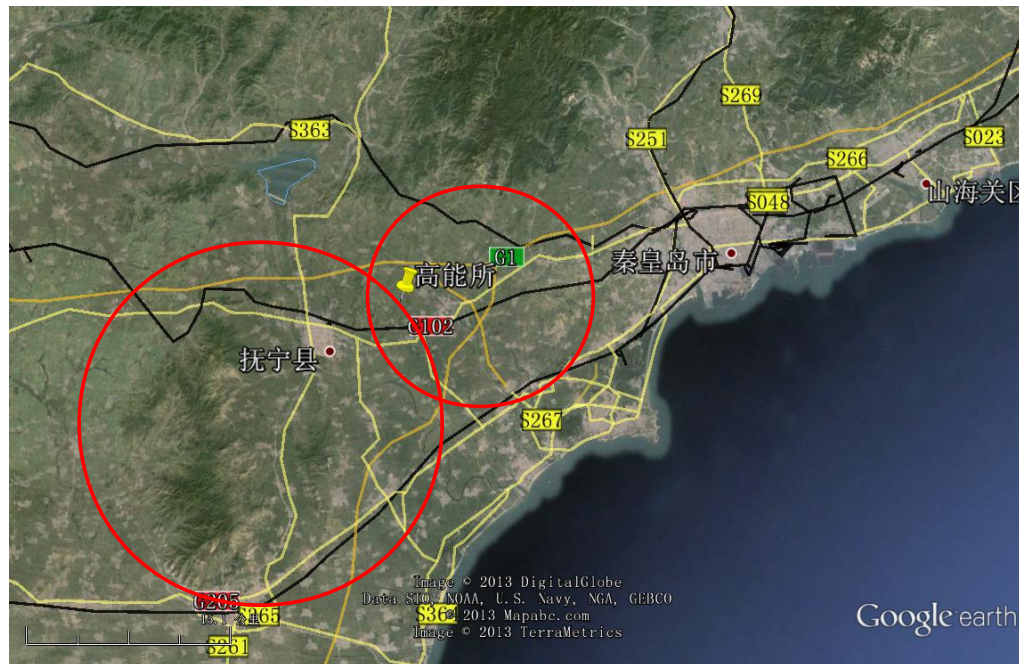 S269
S363
S251
S023
S266
山海关区
S048
G1
秦皇岛市
高能所
G102
抚宁县
S267
Image © 2013 DigitalGlobe
Data SIO, NOAA, U.S. Navy, NGA, GEBCO
© 2013 Mapabc.com
Image © 2013 TerraMetrics
G205
S261
Google earth